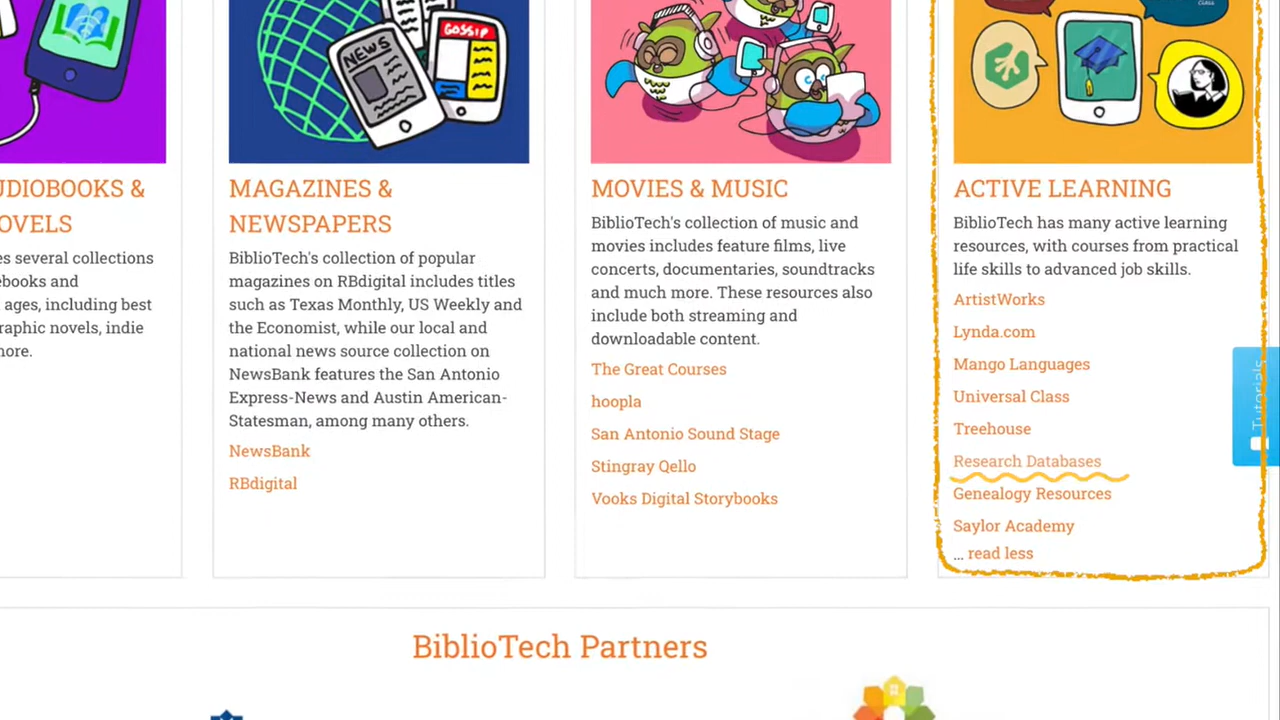 NEWS
GOSSIP
class
UDIOBOOKS &
OVELS
es several collections
ebooks and
ages, including best
raphic novels, indie
nore.
MAGAZINES &
NEWSPAPERS
BiblioTech's collection of popular
magazines on RBdigital includes titles
such as Texas Monthly, US Weekly and
the Economist, while our local and
national news source collection on
NewsBank features the San Antonio
Express-News and Austin American-
Statesman, among many others.
NewsBank
RBdigital
MOVIES & MUSIC
BiblioTech's collection of music and
movies includes feature films, live
concerts, documentaries, soundtracks
and much more. These resources also
include both streaming and
downloadable content.
The Great Courses
hoopla
San Antonio Sound Stage
Stingray Qello
Vooks Digital Storybooks
ACTIVE LEARNING
BiblioTech has many active learning
resources, with courses from practical
life skills to advanced job skills.
ArtistWorks
Lynda.com
Mango Languages
Universal Class
Treehouse
Research Databases
Genealogy Resources
Saylor Academy
... read less
Tutorials
BiblioTech Partners